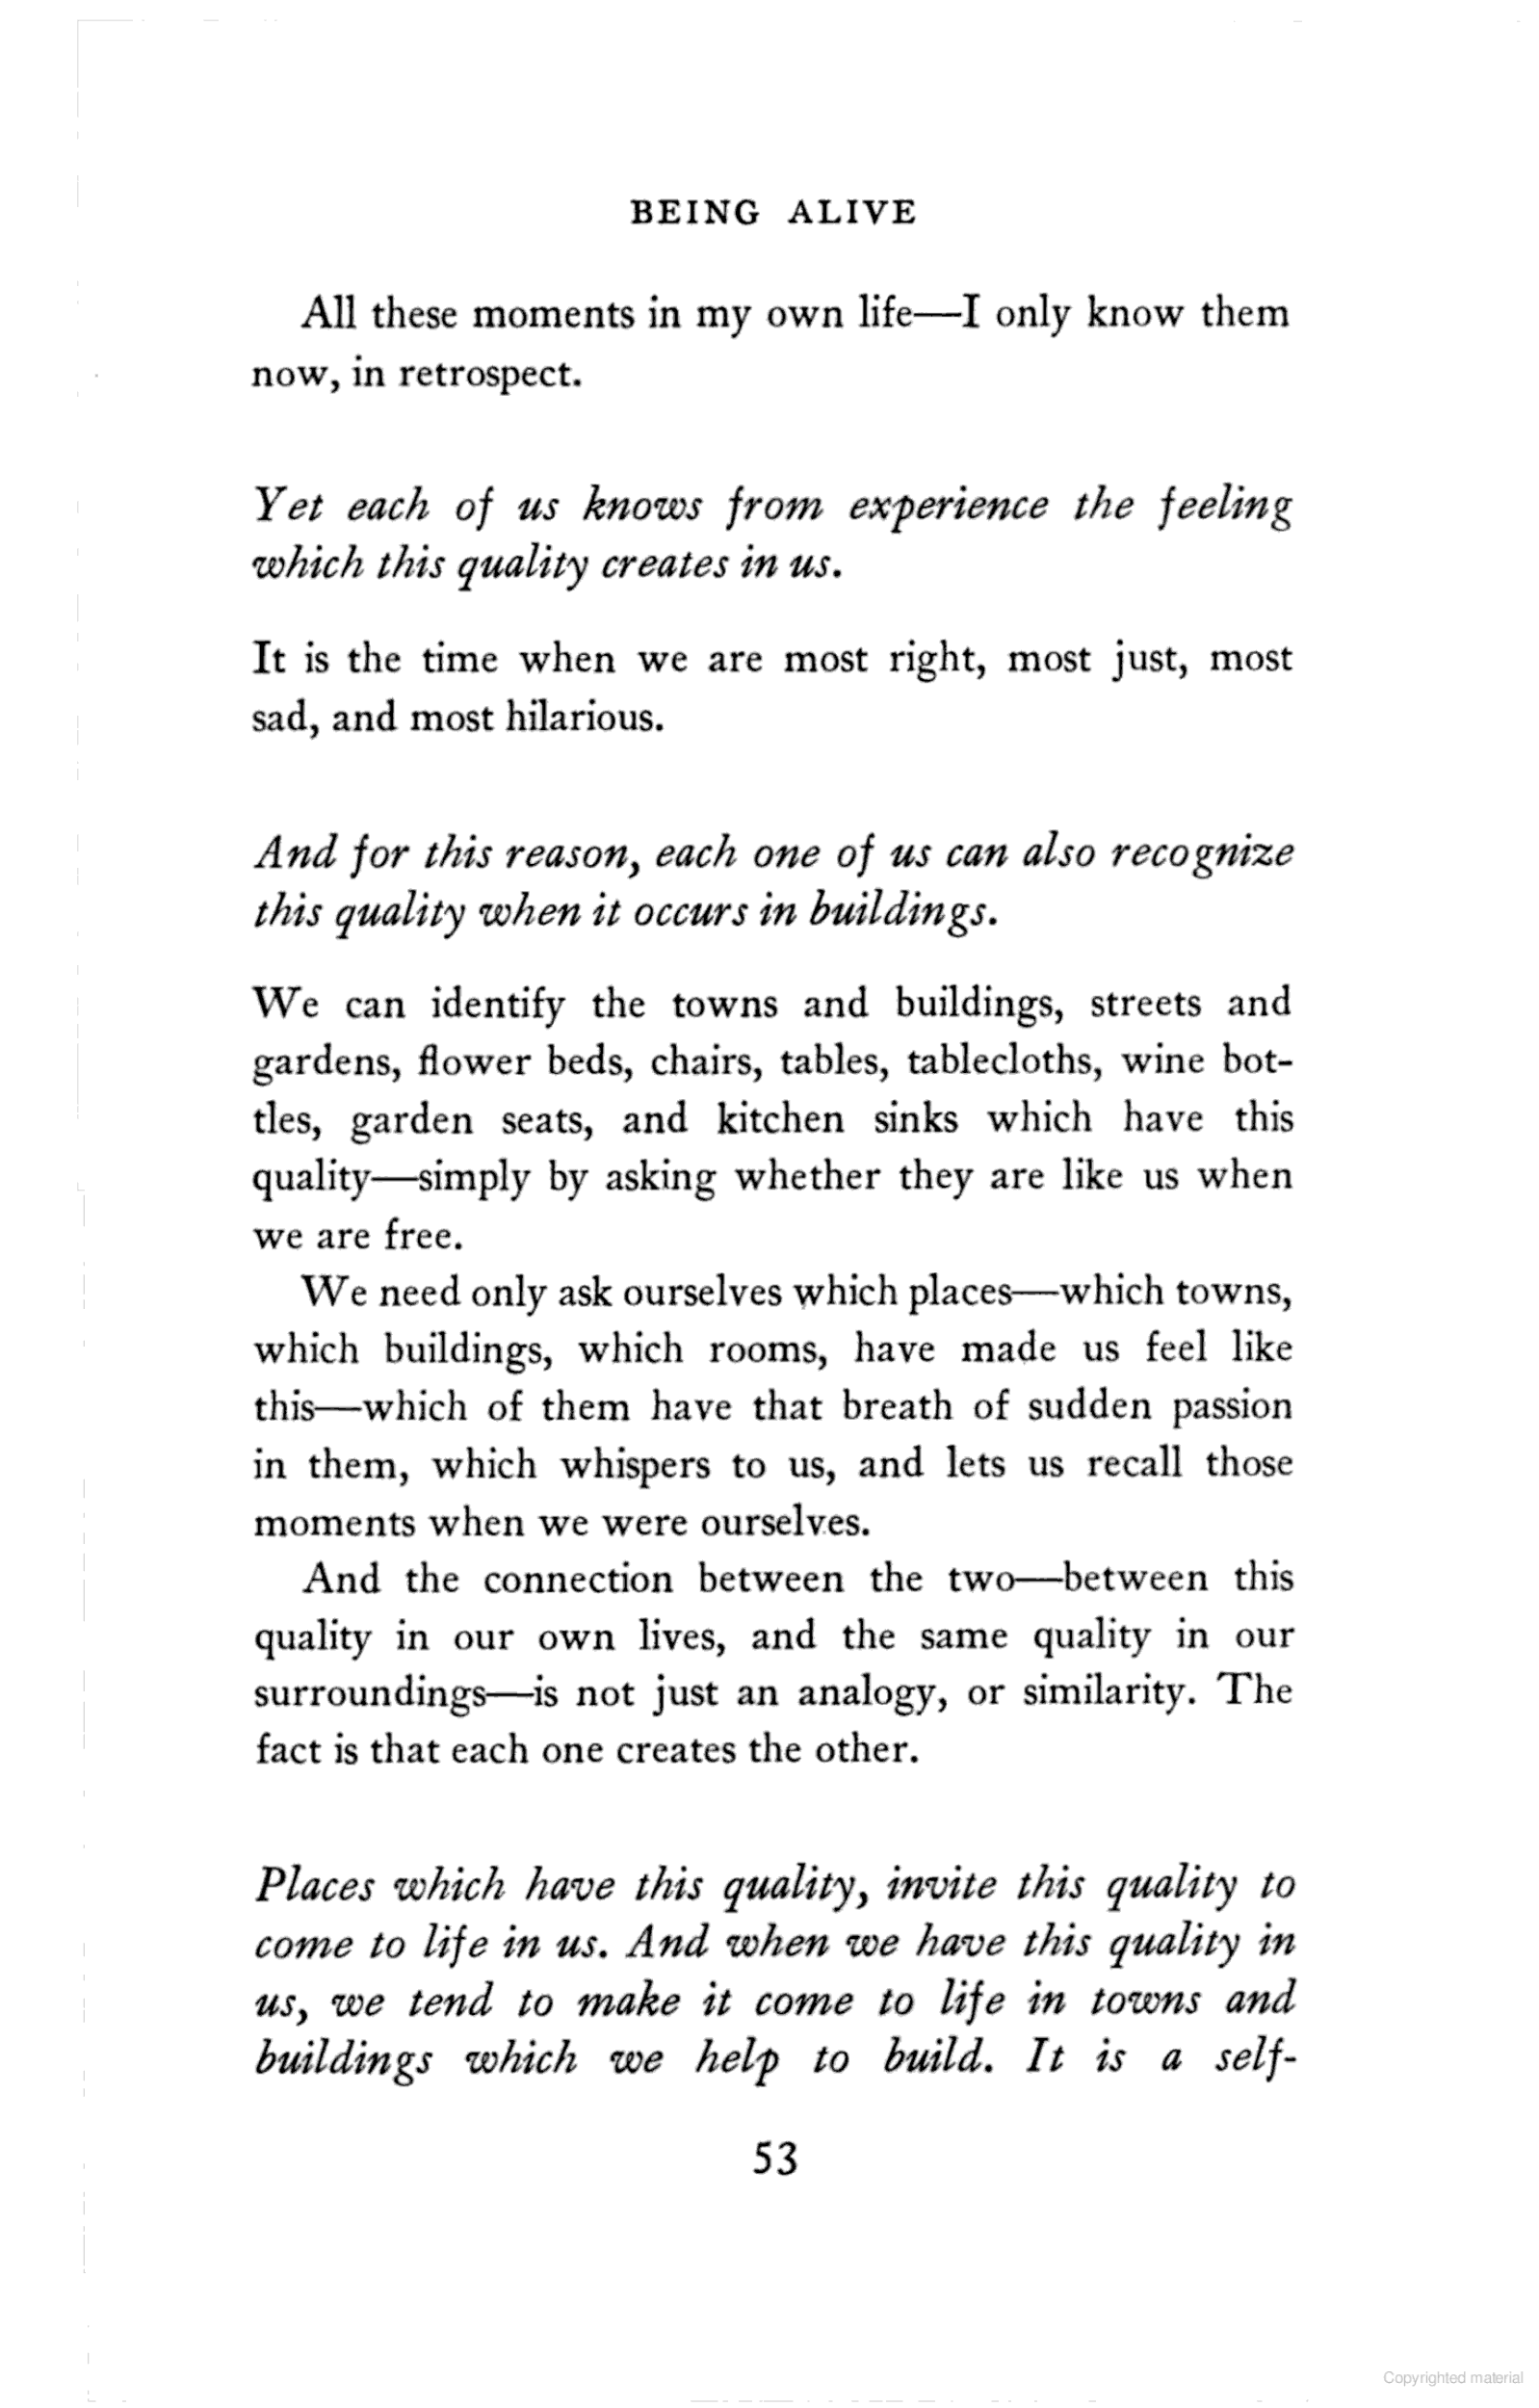 BEING ALIVE
All these moments in my own life—I only know them
now, in retrospect.
Yet each of us knows from experience the feeling
which this quality creates in us.
It is the time when we are most right, most just, most
sad, and most hilarious.
And for this reason, each one of us can also recognize
this quality when it occurs in buildings.
We can identify the towns and buildings, streets and
gardens, flower beds, chairs, tables, tablecloths, wine bot-
tles, garden seats, and kitchen sinks which have this
quality—simply by asking whether they are like us when
we are free.
We need only ask ourselves which places—which towns,
which buildings, which rooms, have made us feel like
this—which of them have that breath of sudden passion
in them, which whispers to us, and lets us recall those
moments when we were ourselves.
And the connection between the two—between this
quality in our own lives, and the same quality in our
surroundings—is not just an analogy, or similarity. The
fact is that each one creates the other.
Places which have this quality, invite this quality to
come to life in us. And when we have this quality in
us, we tend to make it come to life in towns and
buildings which we help to build. It is a self-
53
Copyrighted material